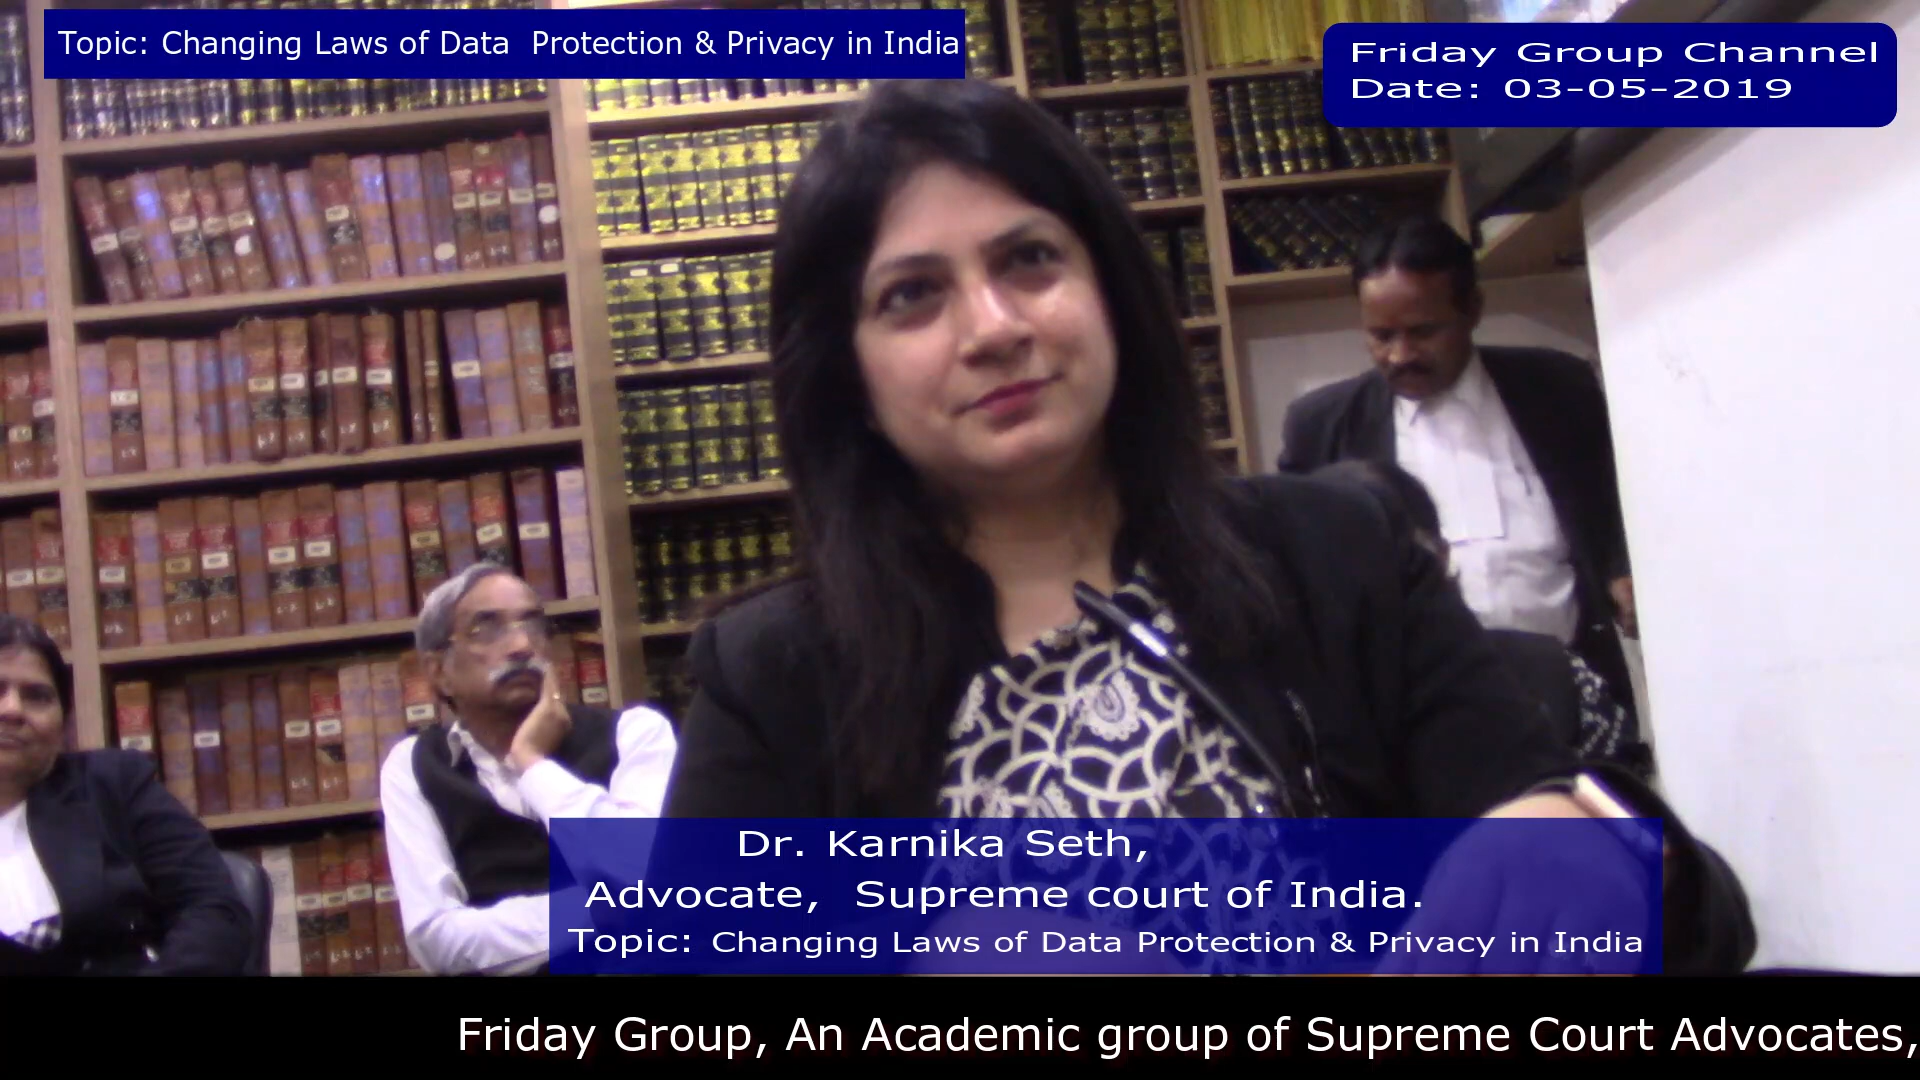 Topic: Changing Laws of Data Protection & Privacy in India
Friday Group Channel
Date: 03-05-2019
Dr. Karnika Seth,
Advocate, Supreme court of India.
Topic: Changing Laws of Data Protection & Privacy in India
Friday Group, An Academic group of Supreme Court Advocates,